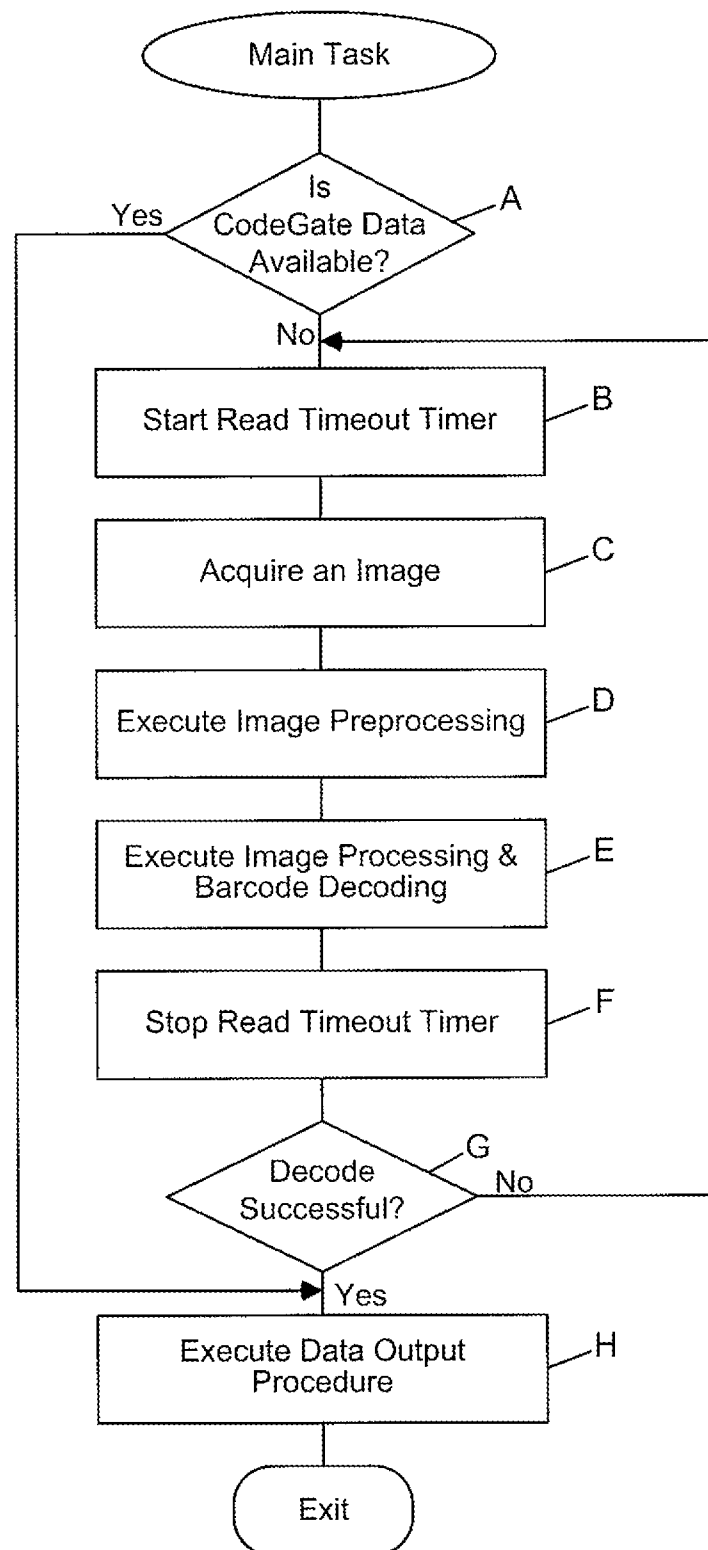 Main Task
Is
CodeGate Data
Available?
A
Yes
No
Start Read Timeout Timer
B
Acquire an Image
C
Execute Image Preprocessing
D
Execute Image Processing &
Barcode Decoding
E
Stop Read Timeout Timer
F
Decode
Successful?
G
No
Yes
Execute Data Output
Procedure
H
Exit